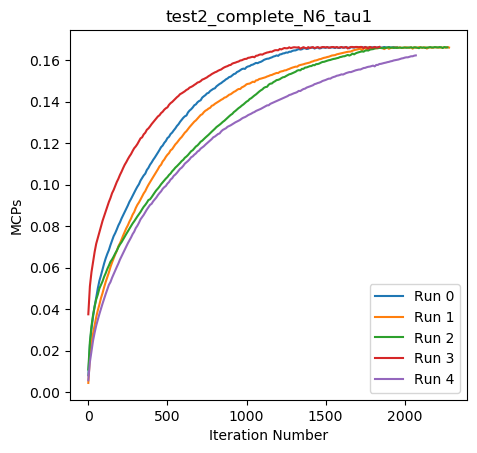 test2_complete_N6_tau1
MCPs
0.16
0.14
0.12
0.10
0.08
0.06
0.04
0.02
0.00
0
500
1000
1500
2000
Iteration Number
Run 0
Run 1
Run 2
Run 3
Run 4